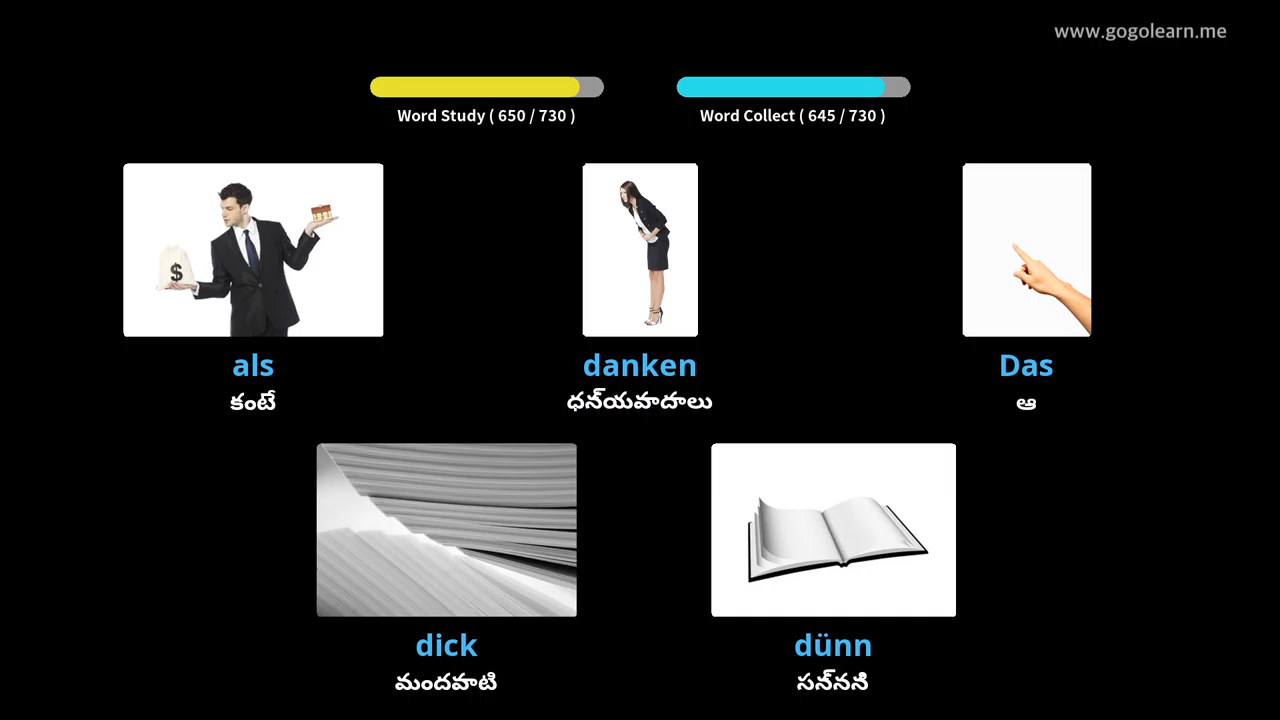 www.gogolearn.me
Word Study ( 650 / 730 )
Word Collect ( 645 / 730 )
$
als
danken
Das
కంటే
ధన్‌యవాదాలు
ఆ
dick
dünn
మందపాటి
సన్‌నని